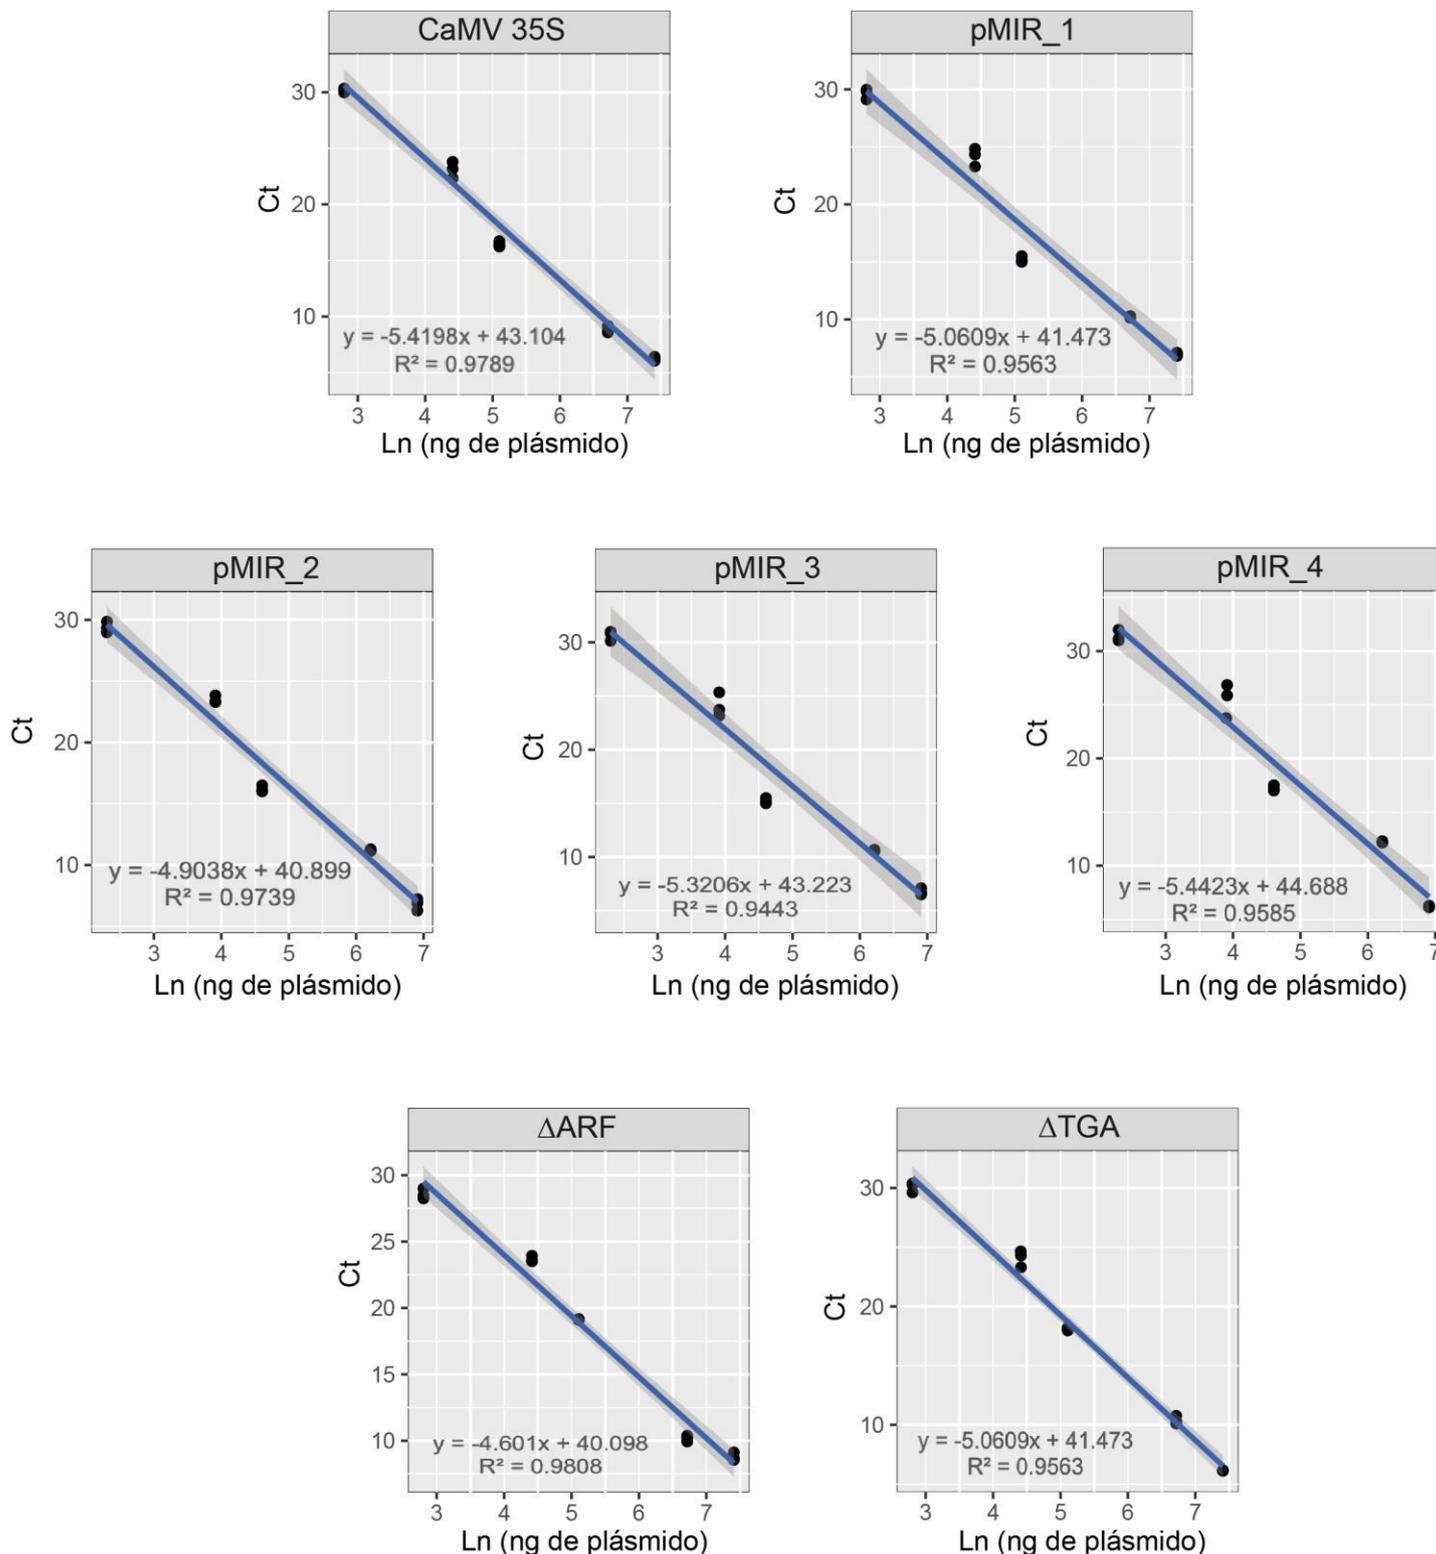 CaMV 35S
Ct
30
20
10
y = -5.4198x + 43.104
R² = 0.9789
3 4 5 6 7
Ln (ng de plásmido)
pMIR_1
Ct
30
20
10
y = -5.0609x + 41.473
R² = 0.9563
3 4 5 6 7
Ln (ng de plásmido)
pMIR_2
Ct
30
20
10
y = -4.9038x + 40.899
R² = 0.9739
3 4 5 6 7
Ln (ng de plásmido)
pMIR_3
Ct
30
20
10
y = -5.3206x + 43.223
R² = 0.9443
3 4 5 6 7
Ln (ng de plásmido)
pMIR_4
Ct
30
20
10
y = -5.4423x + 44.688
R² = 0.9585
3 4 5 6 7
Ln (ng de plásmido)
∆ARF
Ct
30
25
20
15
10
y = -4.601x + 40.098
R² = 0.9808
3 4 5 6 7
Ln (ng de plásmido)
∆TGA
Ct
30
20
10
y = -5.0609x + 41.473
R² = 0.9563
3 4 5 6 7
Ln (ng de plásmido)